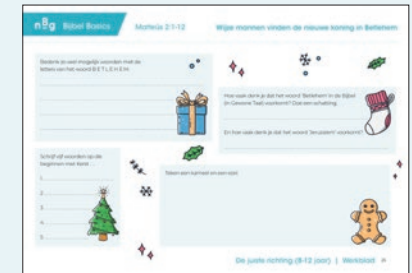 nBg Bijbel Basics
Matteüs 2:1-12
Wijze mannen vinden de nieuwe koning in Betlehem
Bedenk zo veel mogelijk woorden met de
letters van het woord B E T L E H E M.
Hoe vaak denk je dat het woord 'Betlehem' in de Bijbel
(in Gewone Taal) voorkomt? Doe een schatting.
En hoe vaak denk je dat het woord 'Jeruzalem' voorkomt?
Schrijf vijf woorden op die
beginnen met Kerst ...
1.
2.
3.
4.
5.
Teken een kameel en een ezel.
De juiste richting (8-12 jaar) | Werkblad